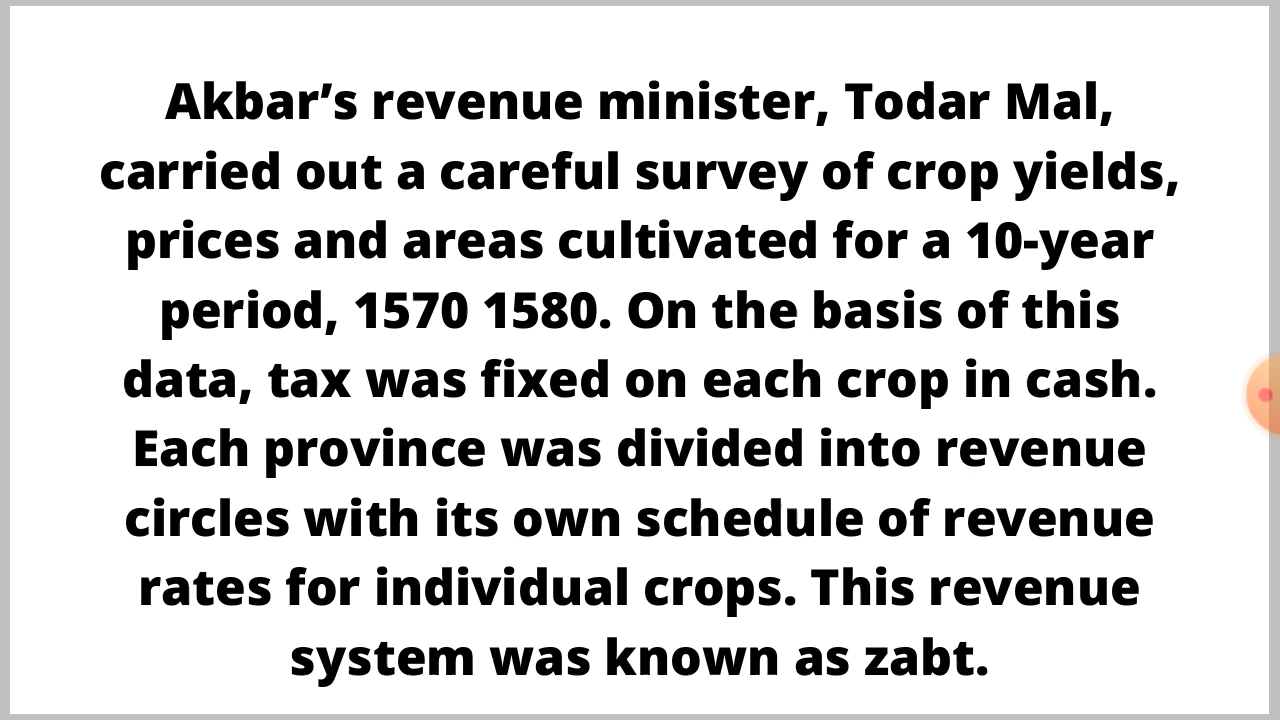 Akbar’s revenue minister, Todar Mal,
carried out a careful survey of crop yields,
prices and areas cultivated for a 10-year
period, 1570 1580. On the basis of this
data, tax was fixed on each crop in cash.
Each province was divided into revenue
circles with its own schedule of revenue
rates for individual crops. This revenue
system was known as zabt.